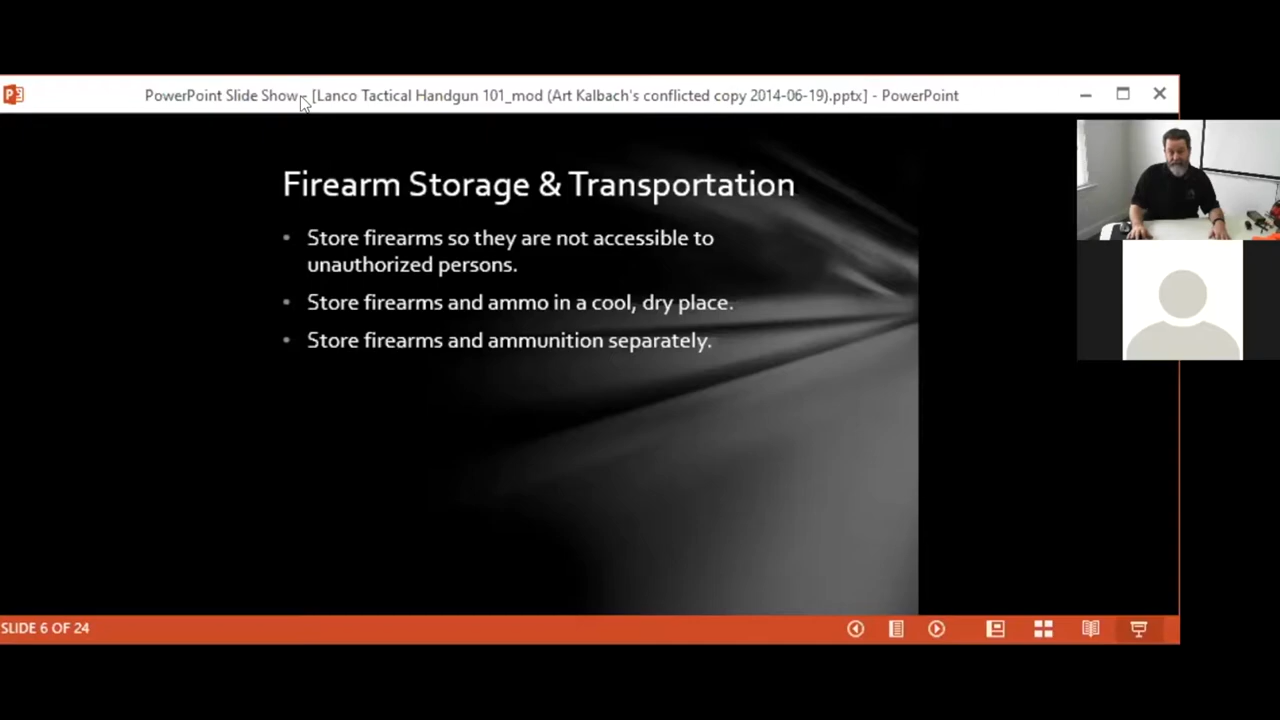 PowerPoint Slide Show - [Lanco Tactical Handgun 101_mod (Art Kalbach's conflicted copy 2014-06-19).pptx] - PowerPoint
Firearm Storage & Transportation
• Store firearms so they are not accessible to
unauthorized persons.
• Store firearms and ammo in a cool, dry place.
• Store firearms and ammunition separately.
SLIDE 6 OF 24